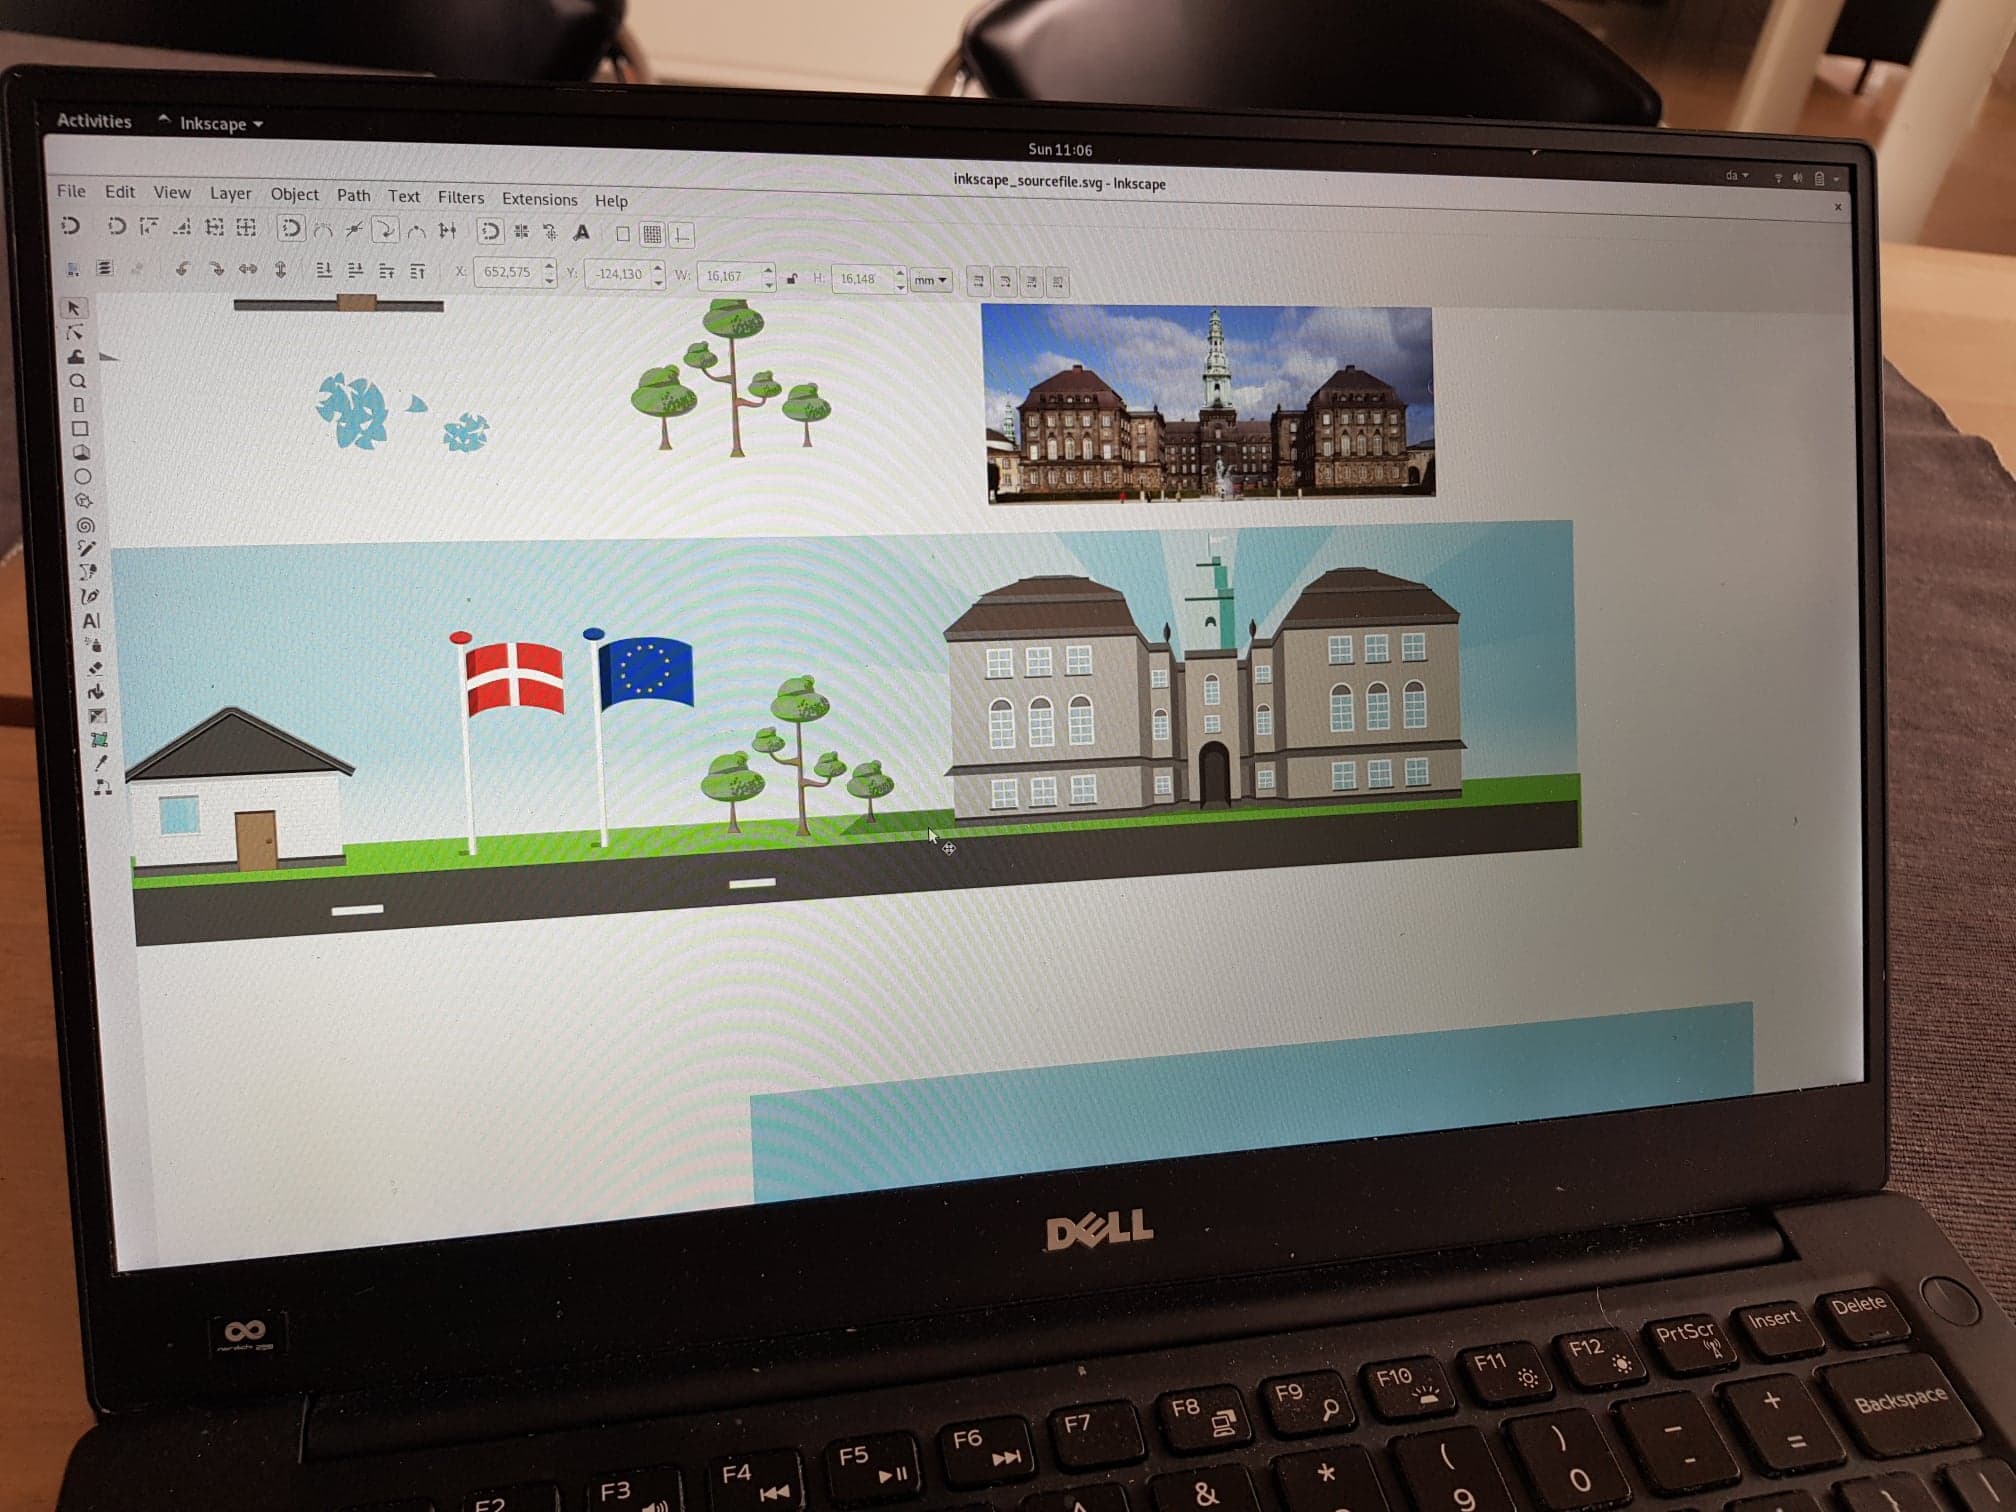 Activities Inkscape
Sun 11:06
inkscape_sourcefile.svg - Inkscape
da
File Edit View Layer Object Path Text Filters Extensions Help
X: 652,575 Y: -124,130 W: 16,167 H: 16,148 mm
DELL
F2 F3 F4 F5 F6 F7 F8 F9 F10 F11 F12 PrtScr Insert Delete
& * ( 9 ) 0 - + = Backspace